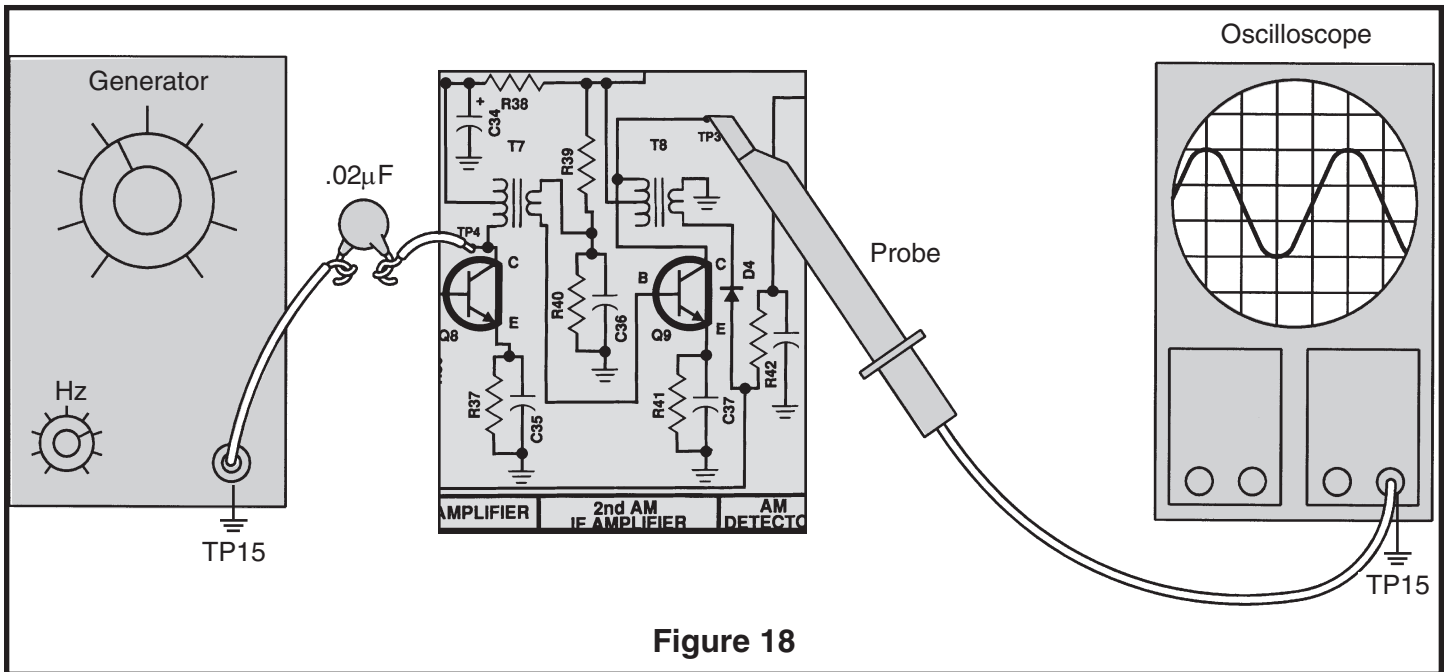 Oscilloscope
Generator
.02µF
Hz
TP15
+
C34
R38
T7
R39
T8
TP3
TP4
C
E
Q8
R40
C36
B
C
E
Q9
D4
R42
R37
C35
R41
C37
AMPLIFIER
2nd AM
IF AMPLIFIER
AM
DETECTO
Probe
TP15
Figure 18